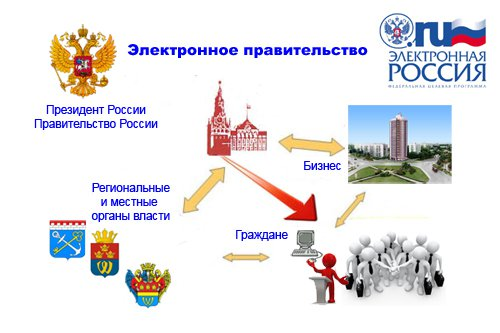 Электронное правительство
.ru
ЭЛЕКТРОННАЯ
РОССИЯ
ФЕДЕРАЛЬНАЯ ЦЕЛЕВАЯ ПРОГРАММА
Президент России
Правительство России
Бизнес
Региональные
и местные
органы власти
Граждане